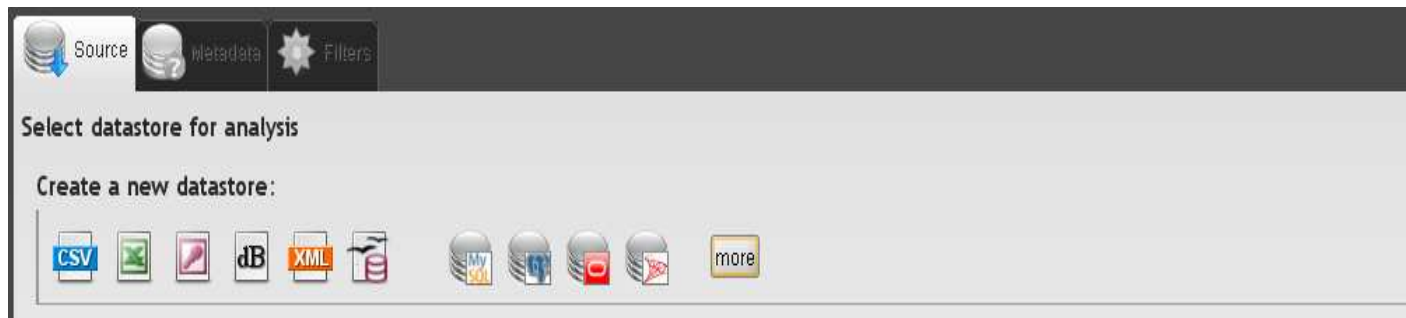 Source Metadata Filters
Select datastore for analysis
Create a new datastore:
CSV dB XML My SQL more